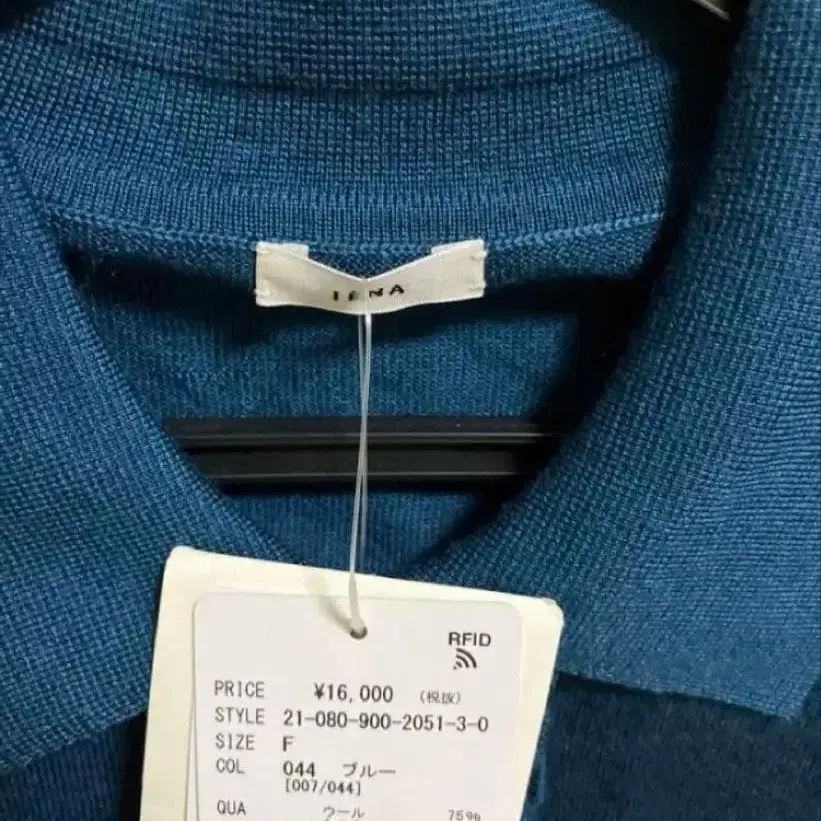 IENA
RFID
PRICE ¥16,000 (税抜)
STYLE 21-080-900-2051-3-0
SIZE F
COL 044 ブルー
[007/044]
QUA ウール 75%